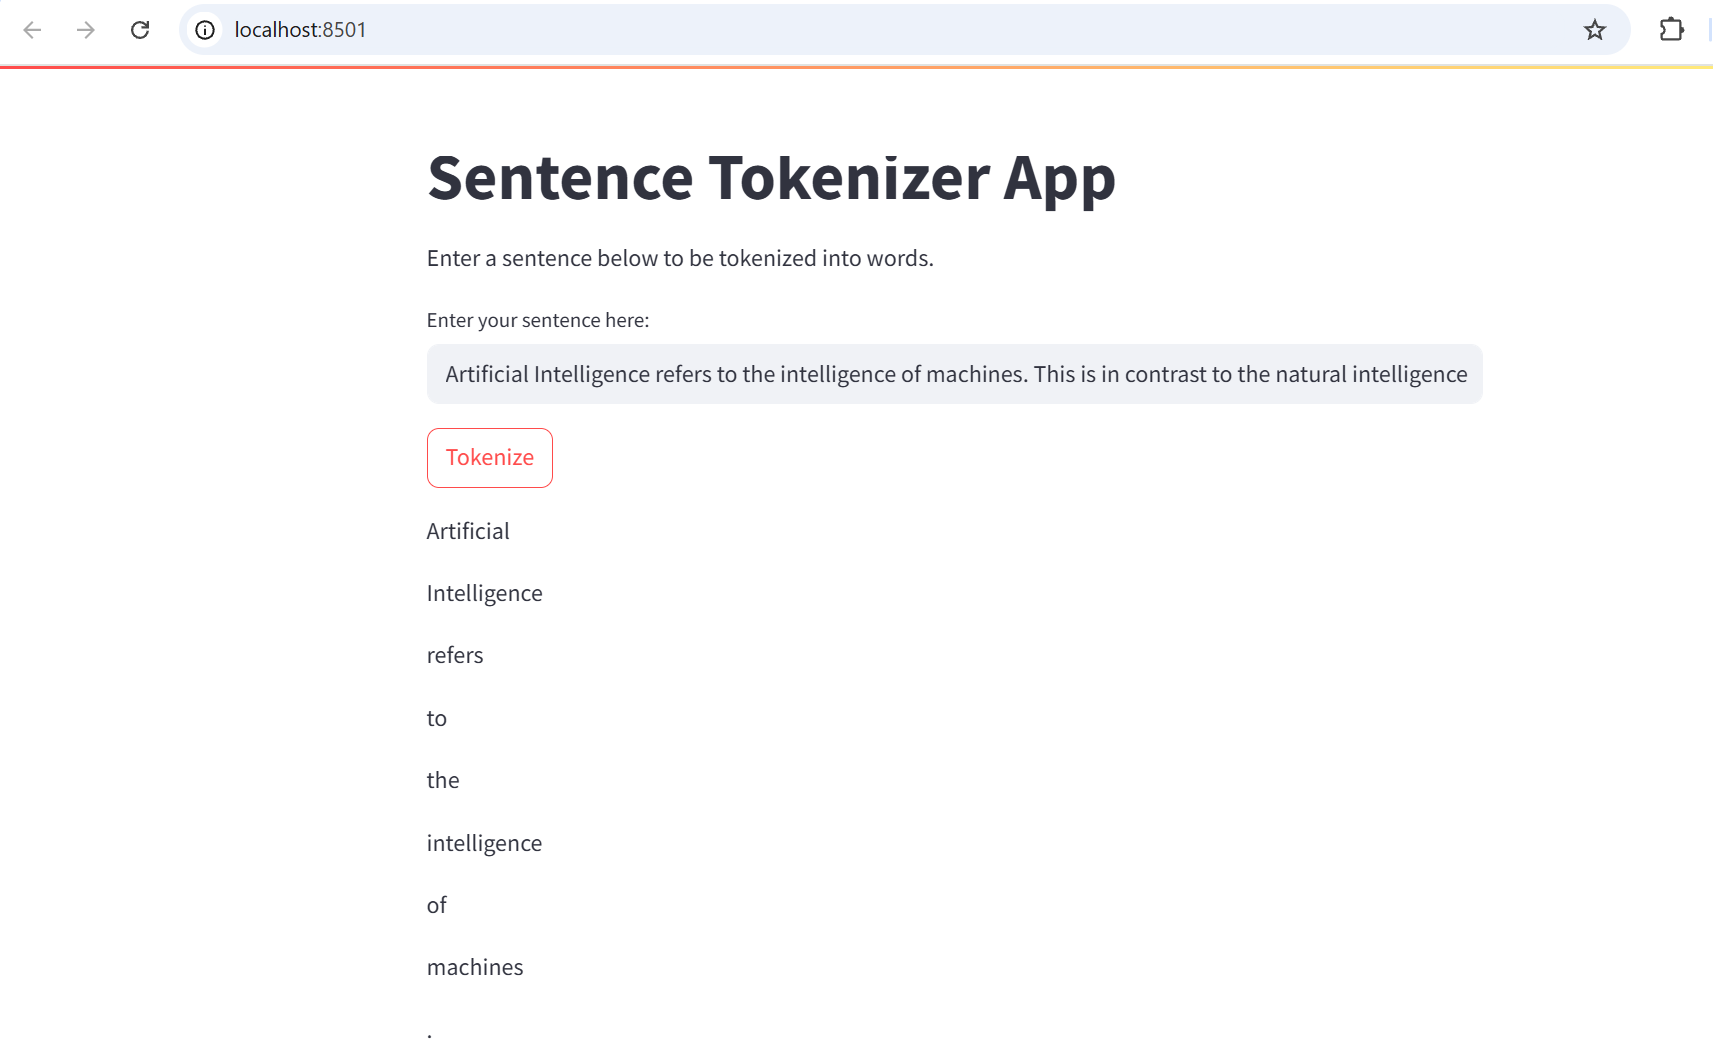 localhost:8501
Sentence Tokenizer App
Enter a sentence below to be tokenized into words.
Enter your sentence here:
Artificial Intelligence refers to the intelligence of machines. This is in contrast to the natural intelligence
Tokenize
Artificial
Intelligence
refers
to
the
intelligence
of
machines
.